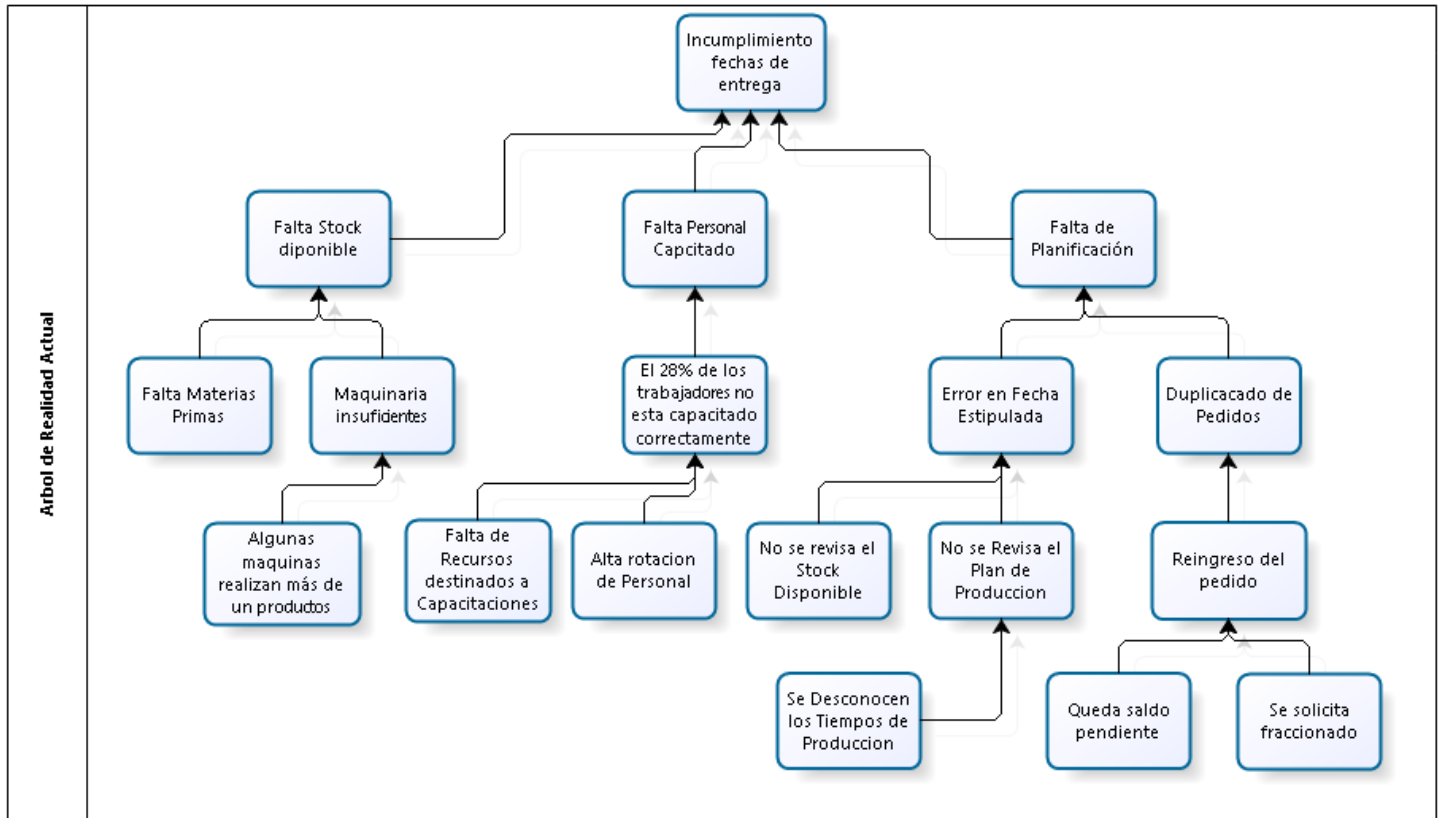 Arbol de Realidad Actual
Incumplimiento
fechas de
entrega
Falta Stock
diponible
Falta Personal
Capcitado
Falta de
Planificación
Falta Materias
Primas
Maquinaria
insuficientes
El 28% de los
trabajadores no
esta capacitado
correctamente
Error en Fecha
Estipulada
Duplicacado de
Pedidos
Algunas
maquinas
realizan más de
un productos
Falta de
Recursos
destinados a
Capacitaciones
Alta rotacion
de Personal
No se revisa el
Stock
Disponible
No se Revisa el
Plan de
Produccion
Reingreso del
pedido
Se Desconocen
los Tiempos de
Produccion
Queda saldo
pendiente
Se solicita
fraccionado